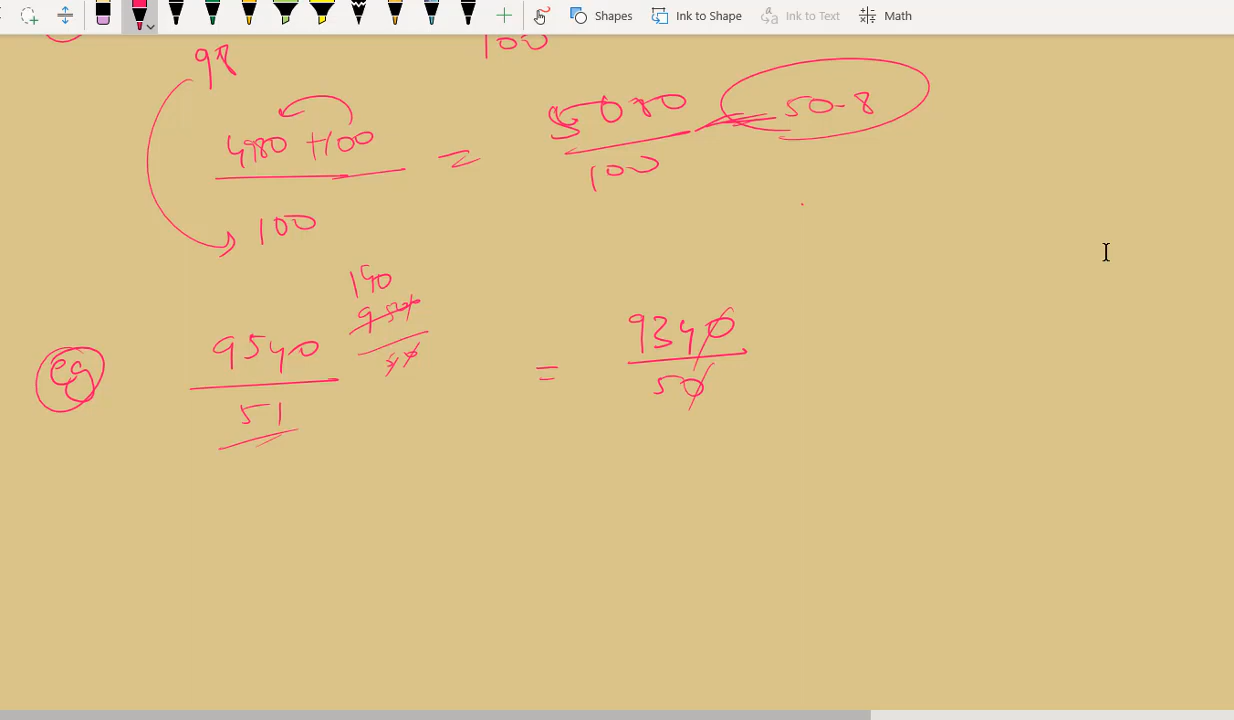 Shapes Ink to Shape Ink to Text Math
98 100
4980 +100 = 5080 = 50-8
100 100
190
eg 9540 = 9340
51 50